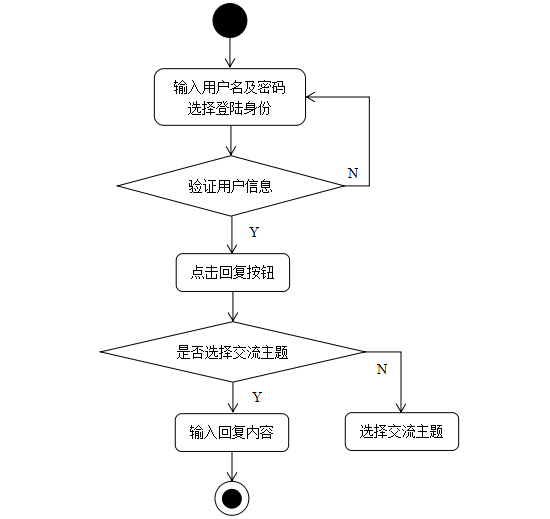 输入用户名及密码
选择登陆身份
验证用户信息
N
Y
点击回复按钮
是否选择交流主题
N
Y
输入回复内容
选择交流主题